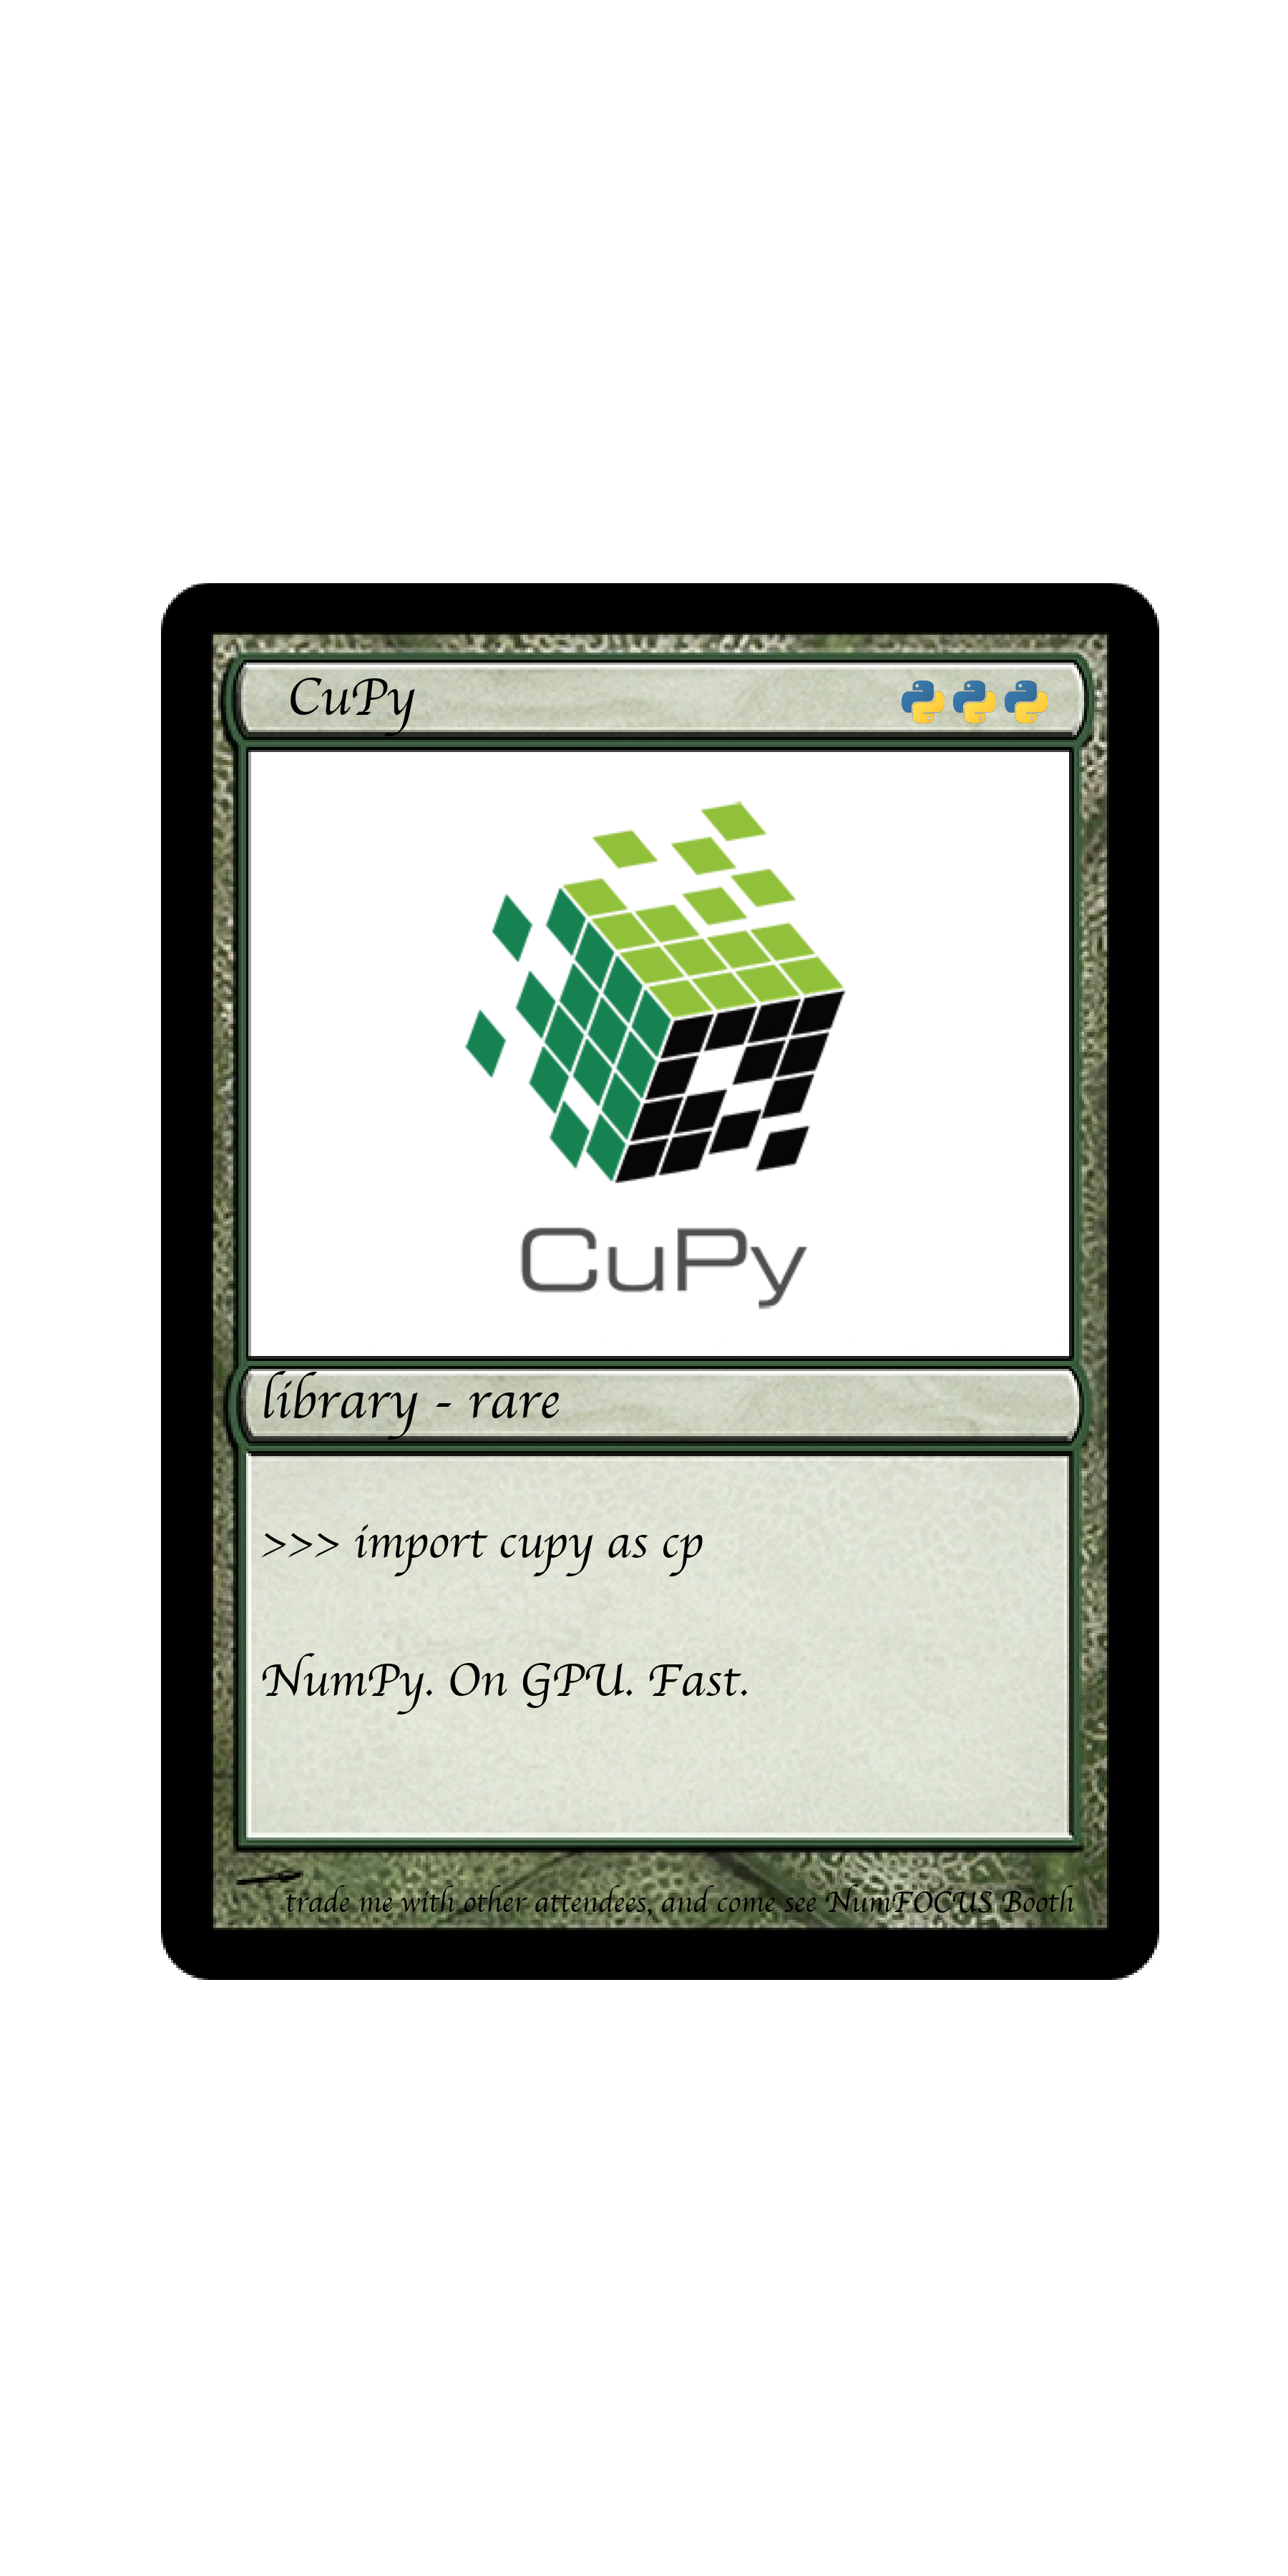 CuPy
CuPy
library - rare
>>> import cupy as cp
NumPy. On GPU. Fast.
trade me with other attendees, and come see NumFOCUS Booth